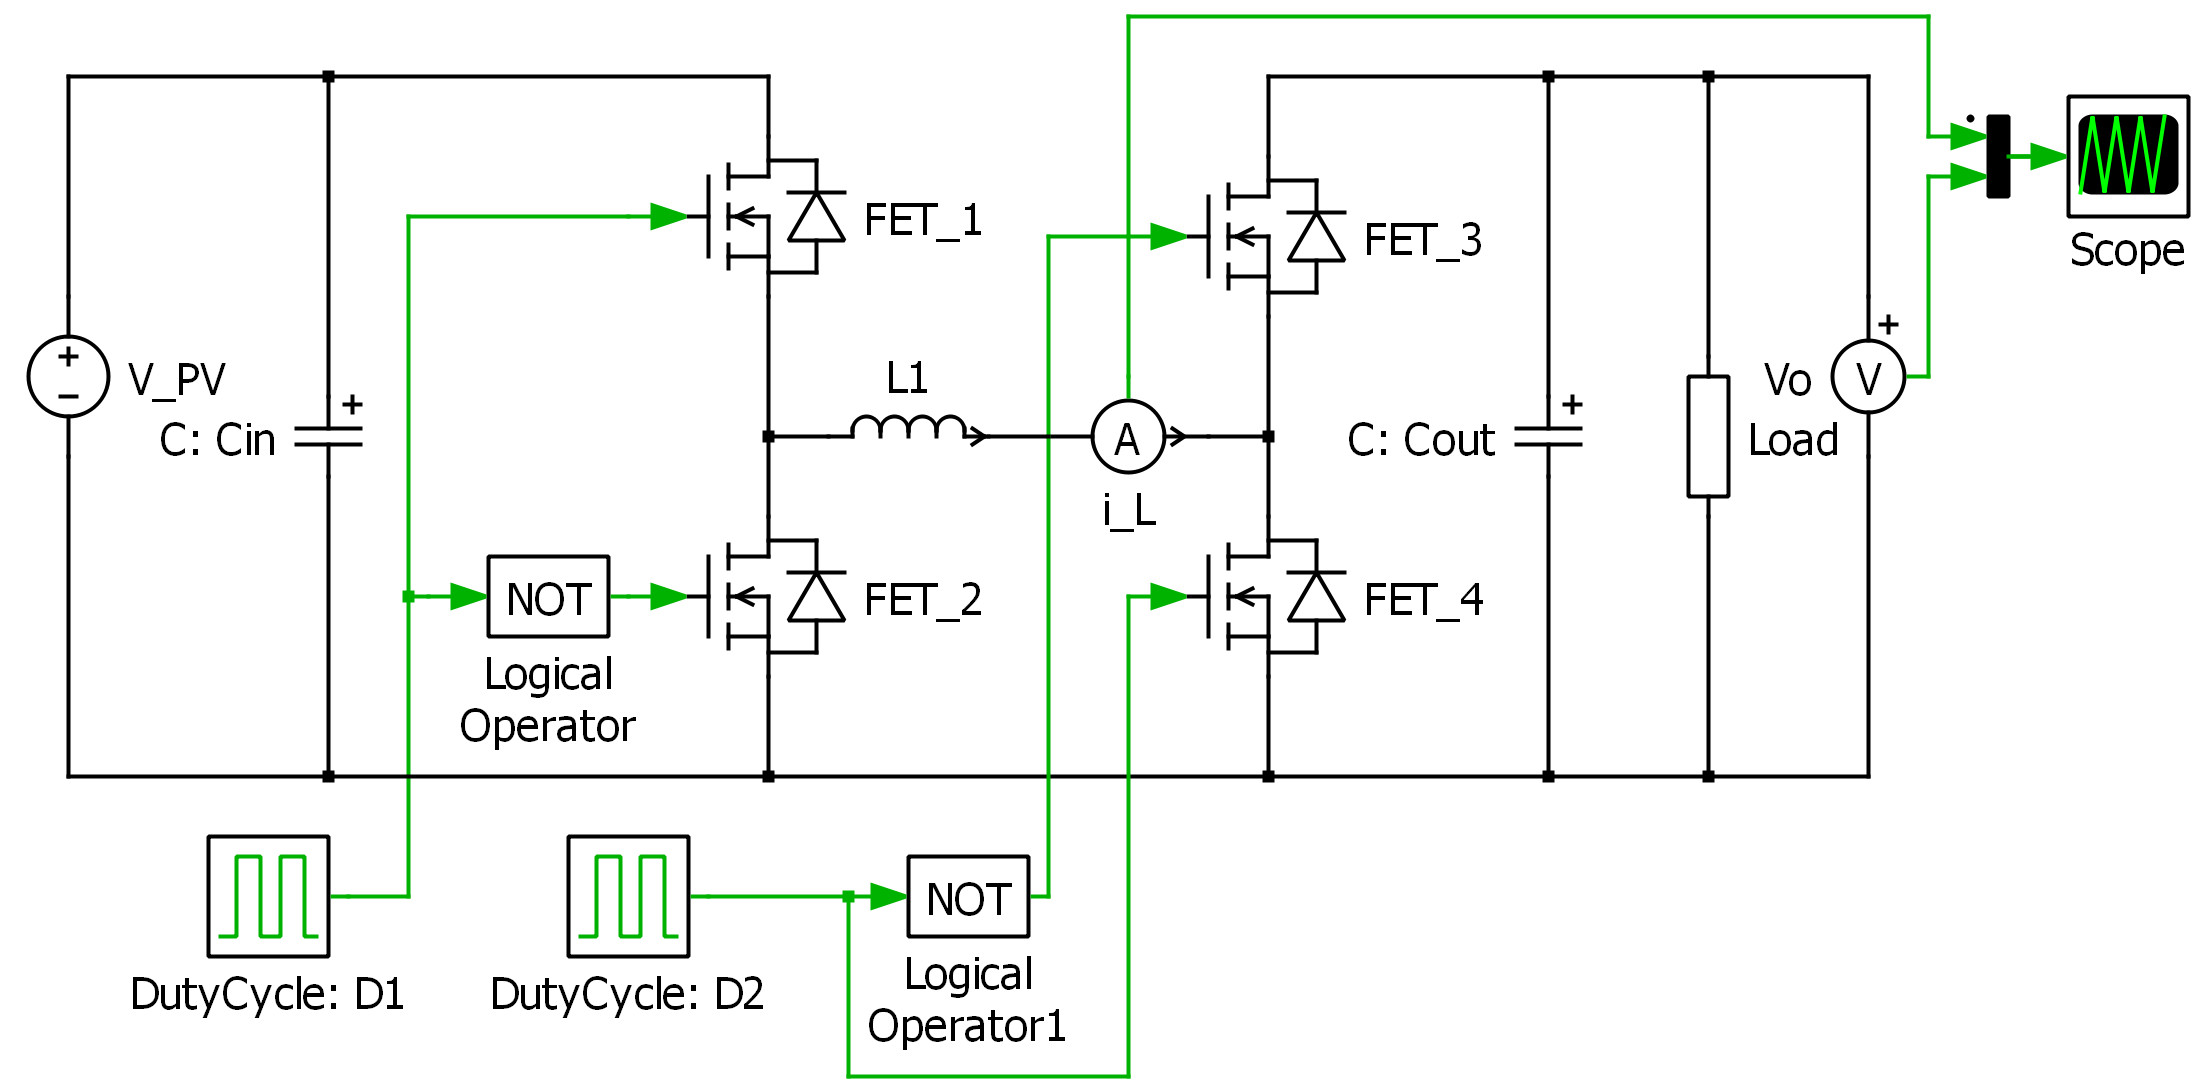 FET_1
FET_3
Scope
V_PV
L1
Vo
V
C: Cin
A
C: Cout
Load
i_L
NOT
FET_2
FET_4
Logical
Operator
NOT
DutyCycle: D1
DutyCycle: D2
Logical
Operator1